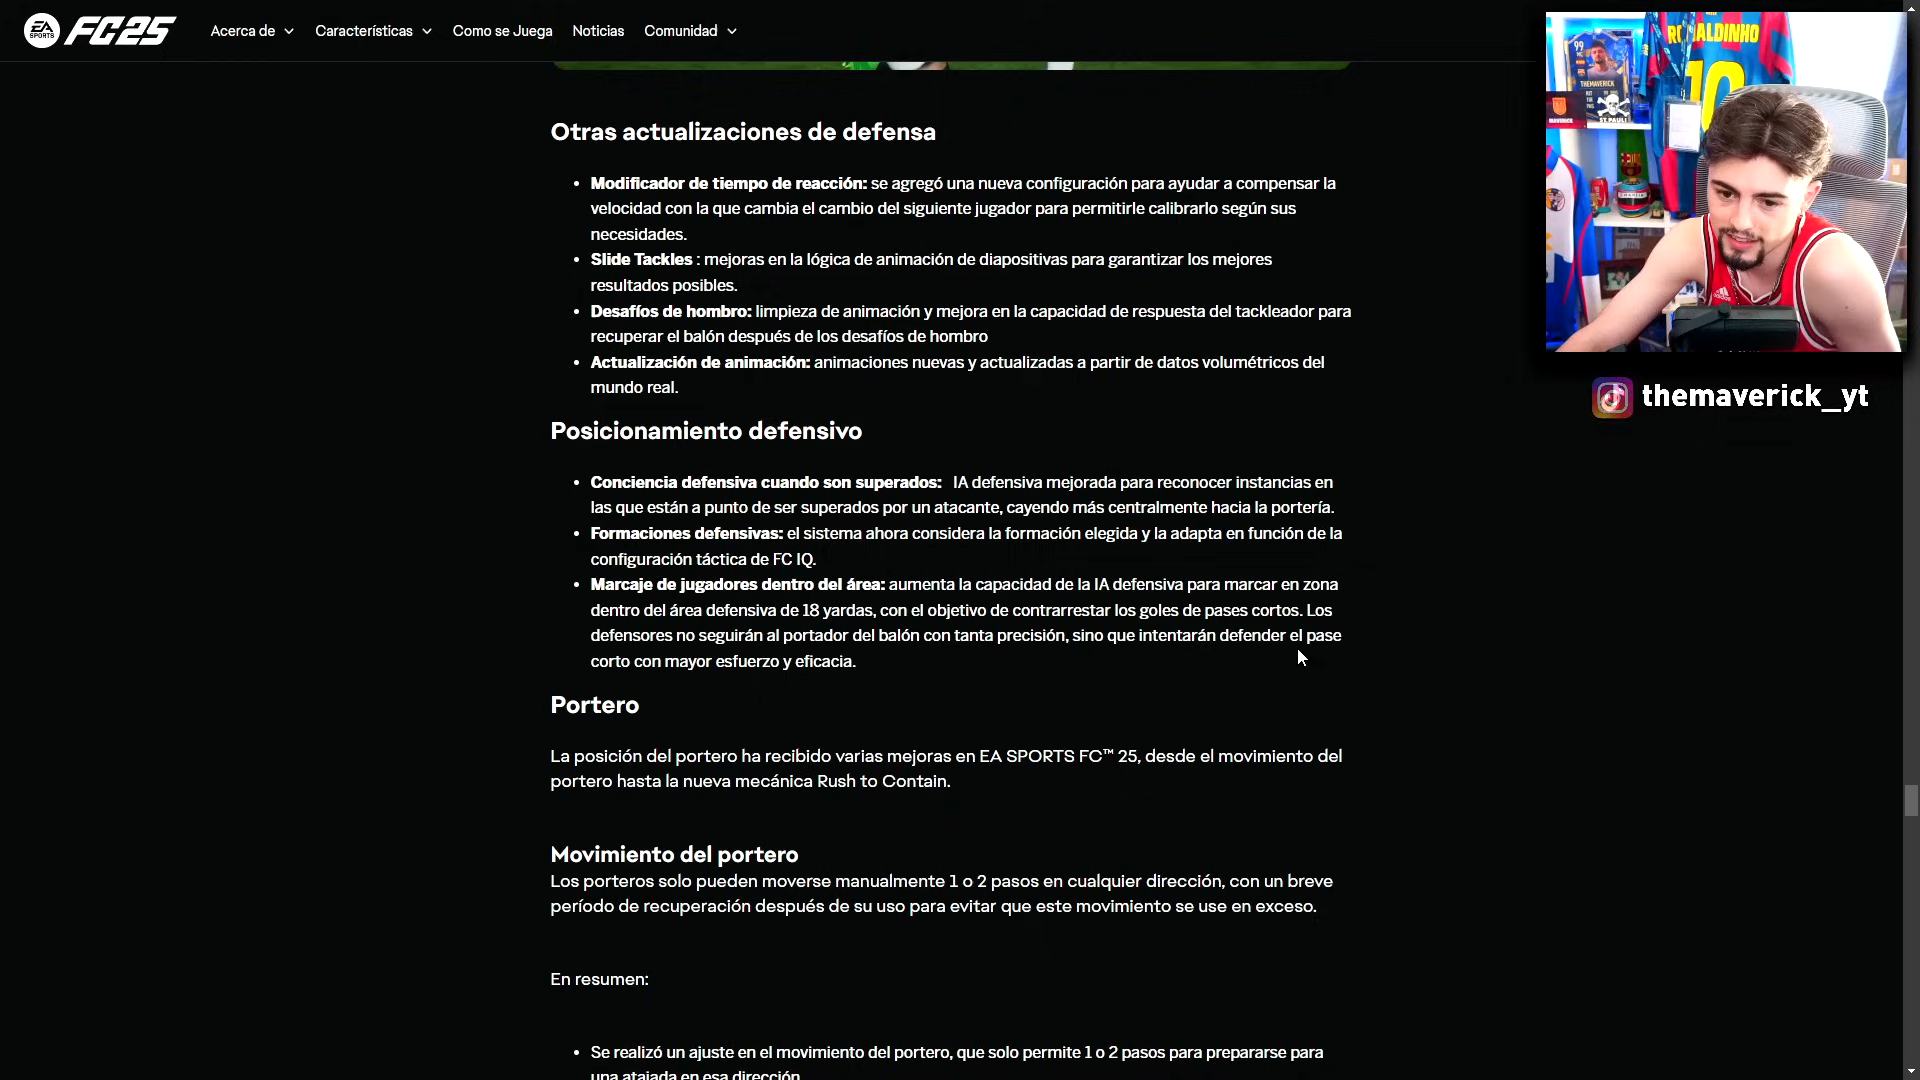 EA SPORTS FC25
Acerca de
Características
Como se Juega
Noticias
Comunidad
RONALDINHO
10
99
THEMAVERICK
ST. PAULI
MAVERICK
themaverick_yt
Otras actualizaciones de defensa
• Modificador de tiempo de reacción: se agregó una nueva configuración para ayudar a compensar la
velocidad con la que cambia el cambio del siguiente jugador para permitirle calibrarlo según sus
necesidades.
• Slide Tackles : mejoras en la lógica de animación de diapositivas para garantizar los mejores
resultados posibles.
• Desafíos de hombro: limpieza de animación y mejora en la capacidad de respuesta del tackleador para
recuperar el balón después de los desafíos de hombro
• Actualización de animación: animaciones nuevas y actualizadas a partir de datos volumétricos del
mundo real.
Posicionamiento defensivo
• Conciencia defensiva cuando son superados: IA defensiva mejorada para reconocer instancias en
las que están a punto de ser superados por un atacante, cayendo más centralmente hacia la portería.
• Formaciones defensivas: el sistema ahora considera la formación elegida y la adapta en función de la
configuración táctica de FC IQ.
• Marcaje de jugadores dentro del área: aumenta la capacidad de la IA defensiva para marcar en zona
dentro del área defensiva de 18 yardas, con el objetivo de contrarrestar los goles de pases cortos. Los
defensores no seguirán al portador del balón con tanta precisión, sino que intentarán defender el pase
corto con mayor esfuerzo y eficacia.
Portero
La posición del portero ha recibido varias mejoras en EA SPORTS FC™ 25, desde el movimiento del
portero hasta la nueva mecánica Rush to Contain.
Movimiento del portero
Los porteros solo pueden moverse manualmente 1 o 2 pasos en cualquier dirección, con un breve
período de recuperación después de su uso para evitar que este movimiento se use en exceso.
En resumen:
• Se realizó un ajuste en el movimiento del portero, que solo permite 1 o 2 pasos para prepararse para
una atajada en esa dirección